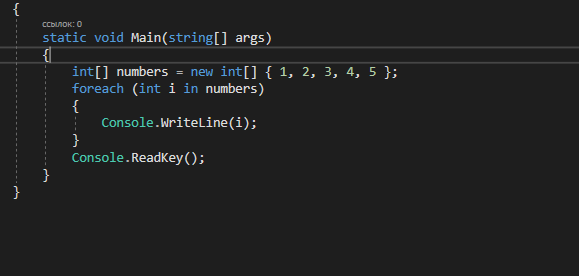 {
ссылок: 0
static void Main(string[] args)
{
int[] numbers = new int[] { 1, 2, 3, 4, 5 };
foreach (int i in numbers)
{
Console.WriteLine(i);
}
Console.ReadKey();
}
}